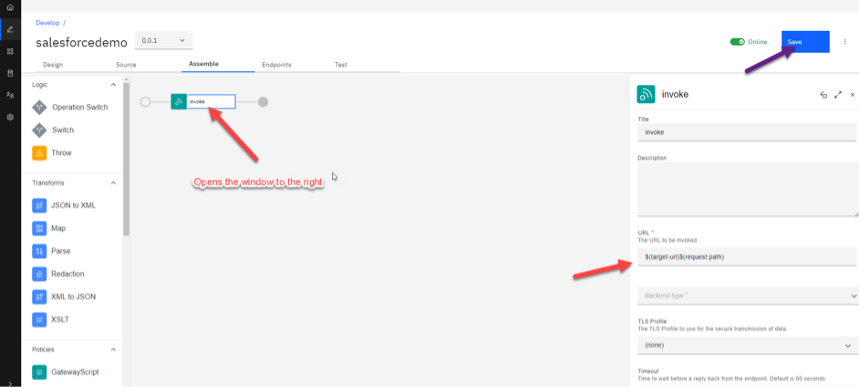 Develop /
salesforcedemo
0.0.1
Online
Save
Design
Source
Assemble
Endpoints
Test
Logic
Operation Switch
Switch
Throw
Transforms
JSON to XML
Map
Parse
Redaction
XML to JSON
XSLT
Policies
GatewayScript
invoke
Opens the window to the right
invoke
Title
invoke
Description
URL *
The URL to be invoked.
$(target-url)$(request.path)
Backend type *
TLS Profile
The TLS Profile to use for the secure transmission of data.
(none)
Timeout
Time to wait before a reply back from the endpoint. Default is 60 seconds.